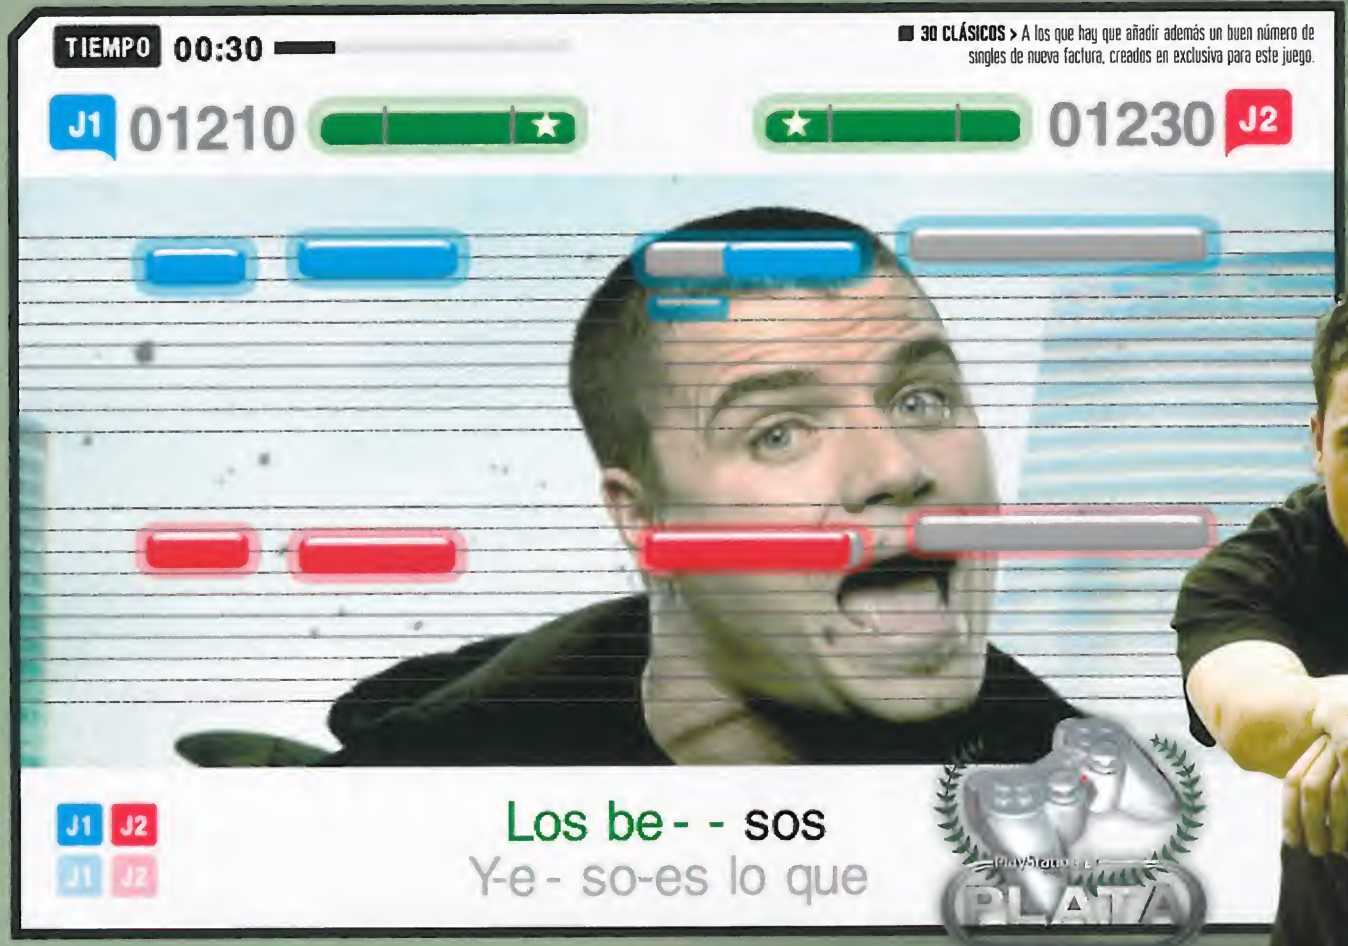 TIEMPO 00:30
■ 30 CLÁSICOS > A los que hay que añadir además un buen número de
singles de nueva factura, creados en exclusiva para este juego.
J1 01210
01230 J2
Los be - - sos
Y-e - so-es lo que
J1 J2
J1 J2
PlayStation 2
PLATA